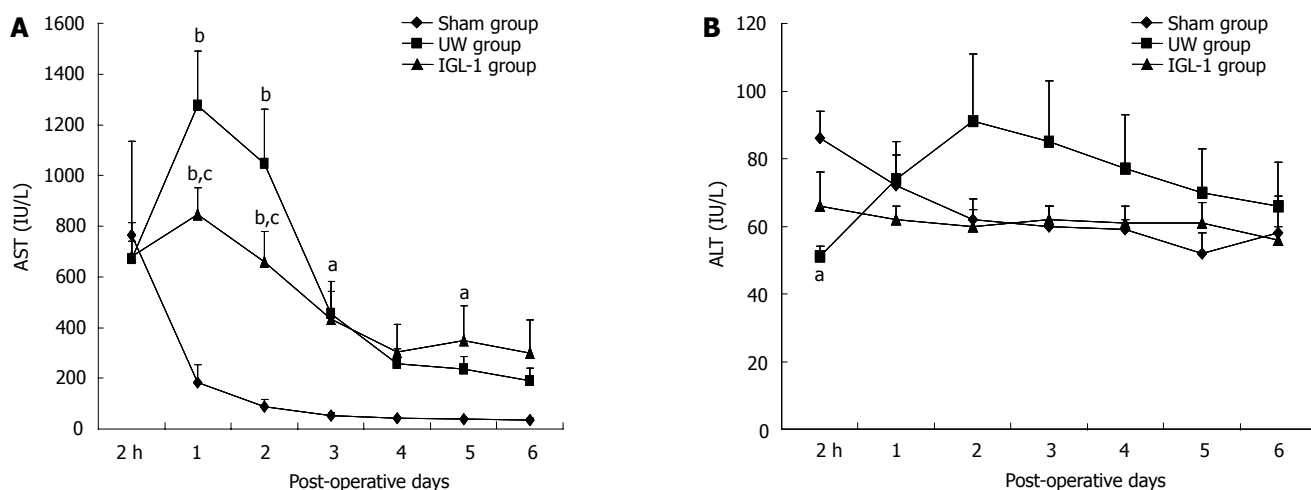 A
Sham group
UW group
IGL-1 group
AST (IU/L)
1600
1400
1200
1000
800
600
400
200
0
b
b
b,c
b,c
a
a
2 h 1 2 3 4 5 6
Post-operative days
B
Sham group
UW group
IGL-1 group
ALT (IU/L)
120
100
80
60
40
20
0
a
2 h 1 2 3 4 5 6
Post-operative days